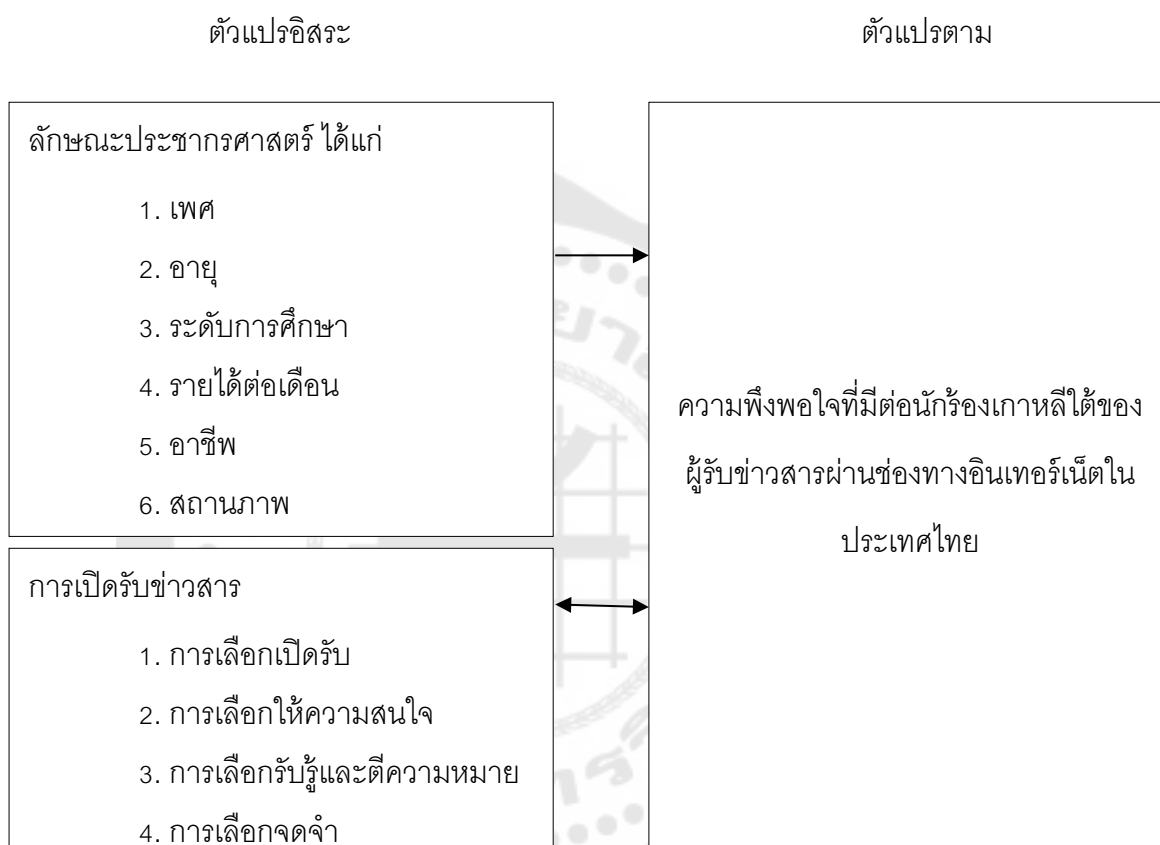 ตัวแปรอิสระ
ตัวแปรตาม
ลักษณะประชากรศาสตร์ ได้แก่
1. เพศ
2. อายุ
3. ระดับการศึกษา
4. รายได้ต่อเดือน
5. อาชีพ
6. สถานภาพ
การเปิดรับข่าวสาร
1. การเลือกเปิดรับ
2. การเลือกให้ความสนใจ
3. การเลือกรับรู้และตีความหมาย
4. การเลือกจดจำ
ความพึงพอใจที่มีต่อนักร้องเกาหลีใต้ของ
ผู้รับข่าวสารผ่านช่องทางอินเทอร์เน็ตใน
ประเทศไทย